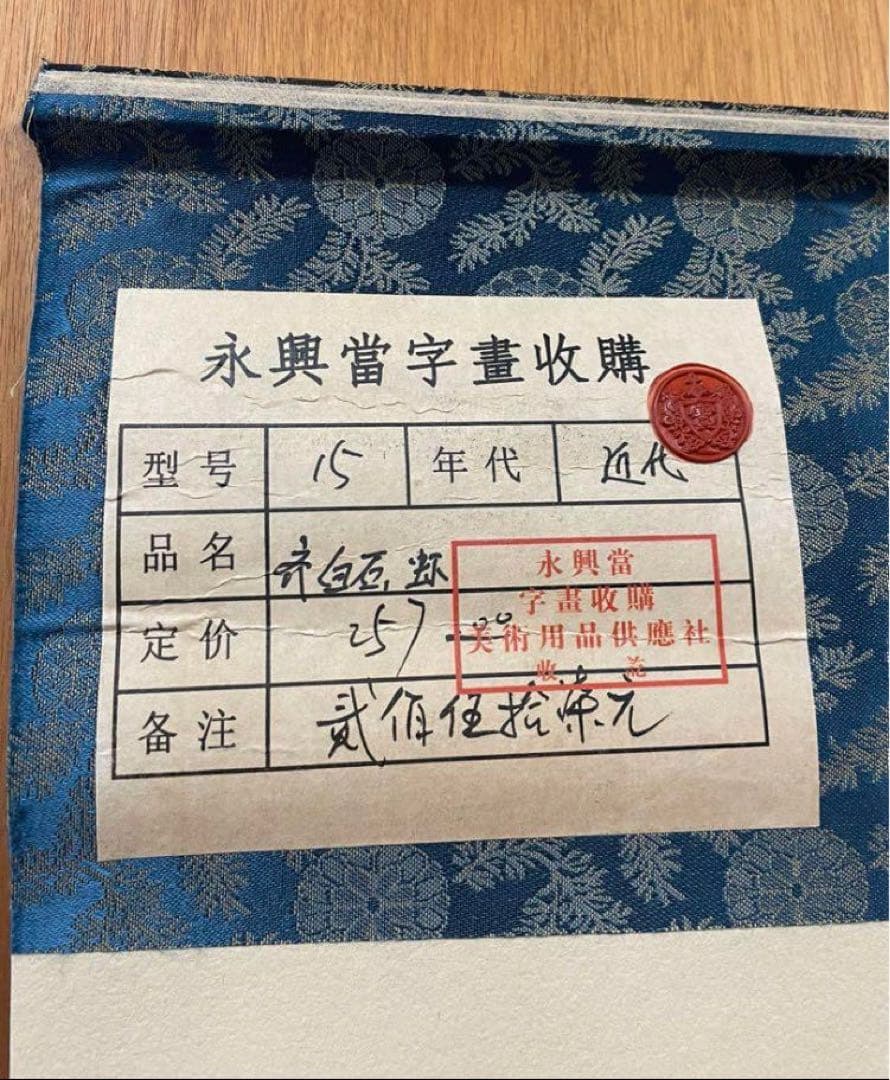 永興當字畫收購
型号 15 年代 近代
品名 齐白石
定价 257 00
备注 贰佰伍拾柒元
永興當
字畫收購
美術用品供應社